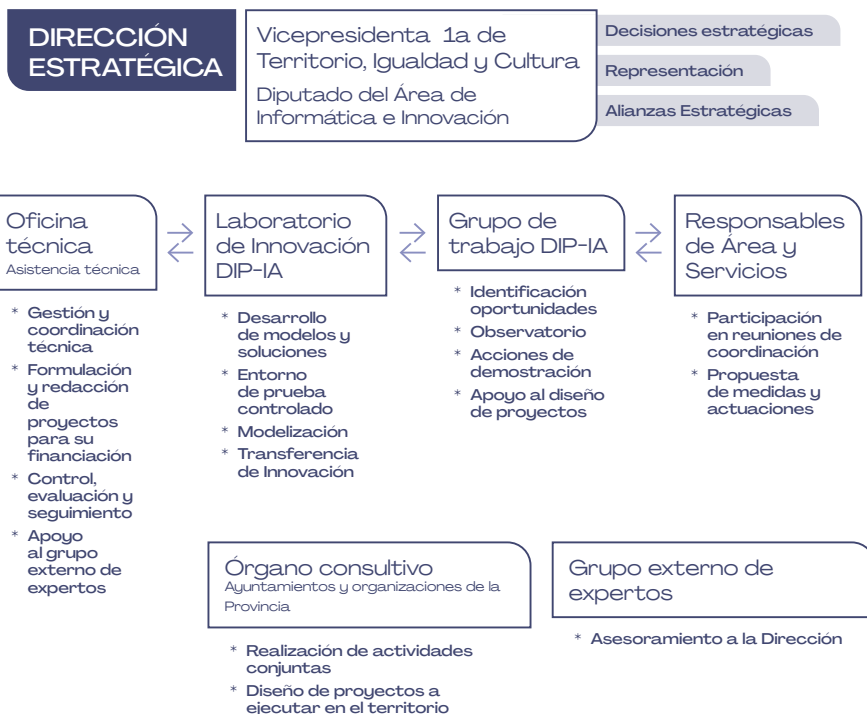 DIRECCIÓN
ESTRATÉGICA
Vicepresidenta 1a de
Territorio, Igualdad y Cultura
Diputado del Área de
Informática e Innovación
Decisiones estratégicas
Representación
Alianzas Estratégicas
Oficina
técnica
Asistencia técnica
* Gestión y
coordinación
técnica
* Formulación
y redacción
de
proyectos
para su
financiación
* Control,
evaluación y
seguimiento
* Apoyo
al grupo
externo de
expertos
Laboratorio
de Innovación
DIP-IA
* Desarrollo
de modelos y
soluciones
* Entorno
de prueba
controlado
* Modelización
* Transferencia
de Innovación
Grupo de
trabajo DIP-IA
* Identificación
oportunidades
* Observatorio
* Acciones de
demostración
* Apoyo al diseño
de proyectos
Responsables
de Área y
Servicios
* Participación
en reuniones de
coordinación
* Propuesta
de medidas y
actuaciones
Órgano consultivo
Ayuntamientos y organizaciones de la
Provincia
* Realización de actividades
conjuntas
* Diseño de proyectos a
ejecutar en el territorio
Grupo externo de
expertos
* Asesoramiento a la Dirección